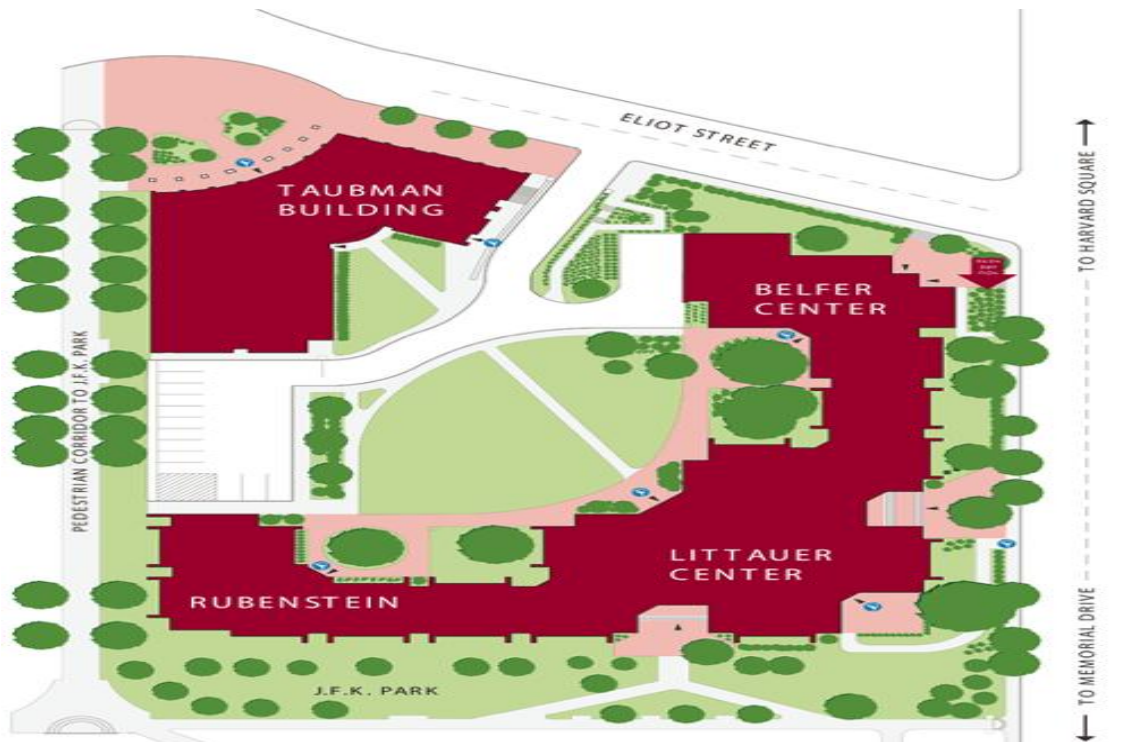 ELIOT STREET
TAUBMAN
BUILDING
TO HARVARD SQUARE
BELFER
CENTER
PEDESTRIAN CORRIDOR TO J.F.K. PARK
LITTAUER
CENTER
RUBENSTEIN
TO MEMORIAL DRIVE
J.F.K. PARK